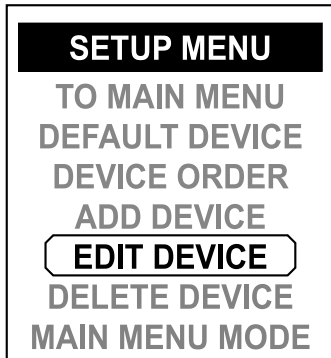 SETUP MENU
TO MAIN MENU
DEFAULT DEVICE
DEVICE ORDER
ADD DEVICE
EDIT DEVICE
DELETE DEVICE
MAIN MENU MODE